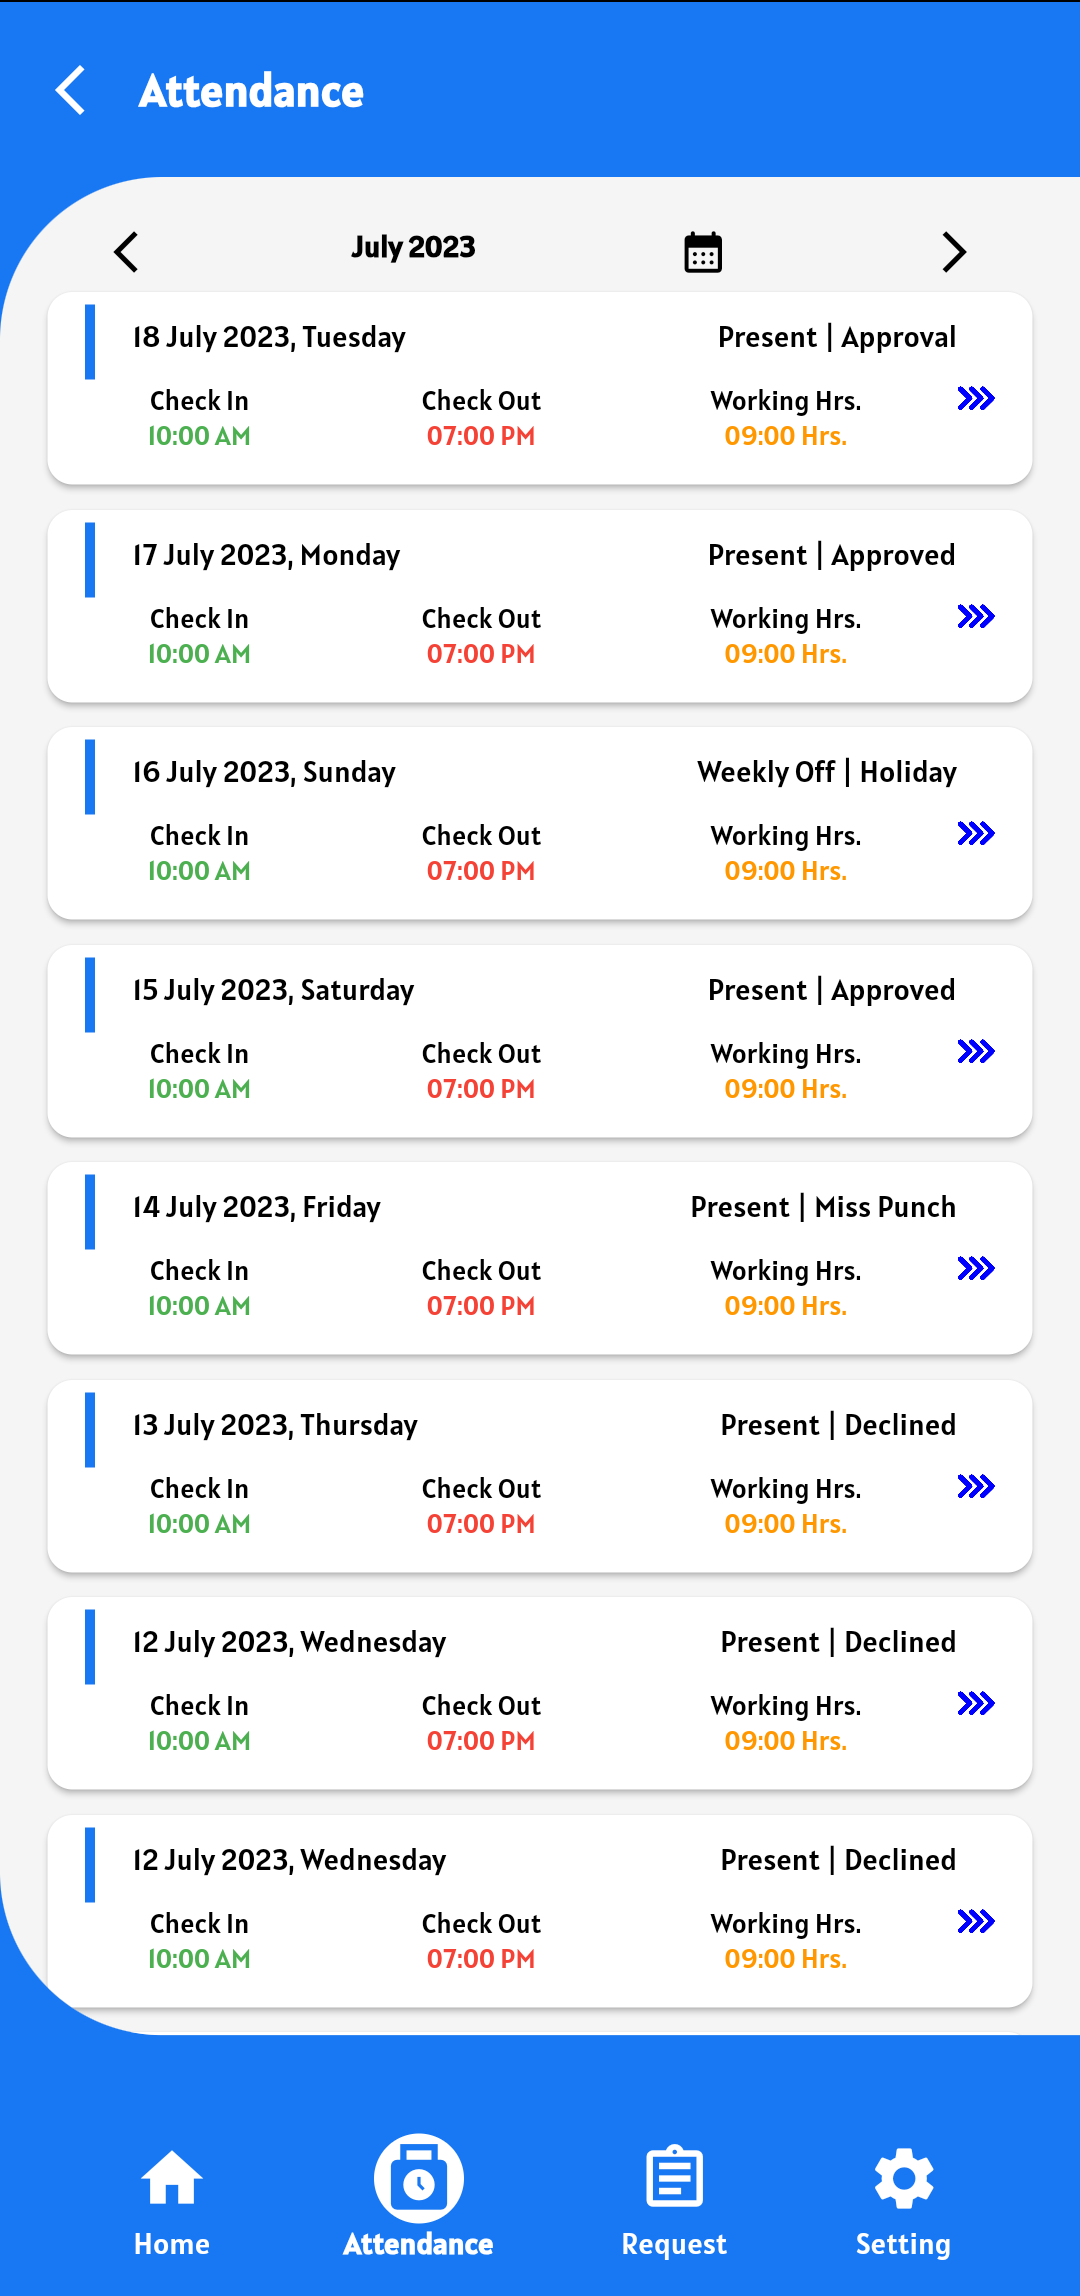 Attendance
July 2023
18 July 2023, Tuesday Present | Approval
Check In Check Out Working Hrs.
10:00 AM 07:00 PM 09:00 Hrs.
17 July 2023, Monday Present | Approved
Check In Check Out Working Hrs.
10:00 AM 07:00 PM 09:00 Hrs.
16 July 2023, Sunday Weekly Off | Holiday
Check In Check Out Working Hrs.
10:00 AM 07:00 PM 09:00 Hrs.
15 July 2023, Saturday Present | Approved
Check In Check Out Working Hrs.
10:00 AM 07:00 PM 09:00 Hrs.
14 July 2023, Friday Present | Miss Punch
Check In Check Out Working Hrs.
10:00 AM 07:00 PM 09:00 Hrs.
13 July 2023, Thursday Present | Declined
Check In Check Out Working Hrs.
10:00 AM 07:00 PM 09:00 Hrs.
12 July 2023, Wednesday Present | Declined
Check In Check Out Working Hrs.
10:00 AM 07:00 PM 09:00 Hrs.
12 July 2023, Wednesday Present | Declined
Check In Check Out Working Hrs.
10:00 AM 07:00 PM 09:00 Hrs.
Home Attendance Request Setting